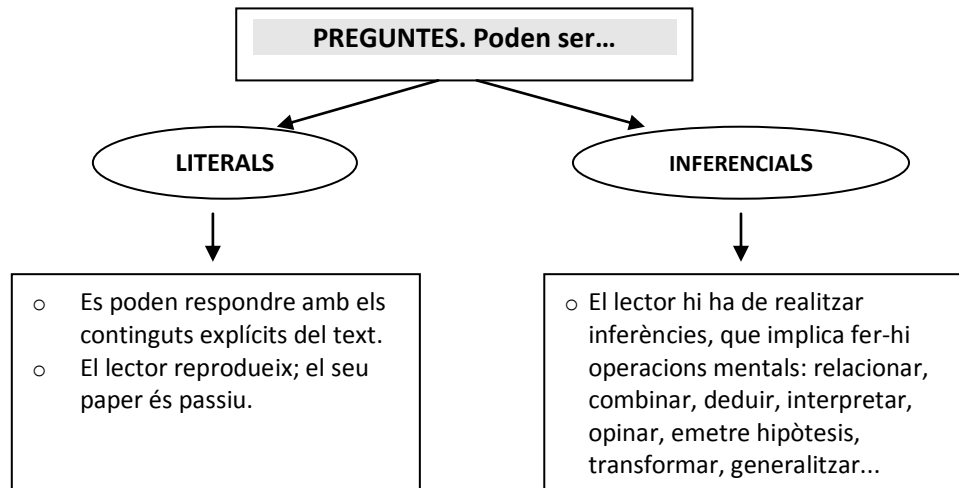 PREGUNTES. Poden ser…
LITERALS
INFERENCIALS
o Es poden respondre amb els
continguts explícits del text.
o El lector reprodueix; el seu
paper és passiu.
o El lector hi ha de realitzar
inferències, que implica fer-hi
operacions mentals: relacionar,
combinar, deduir, interpretar,
opinar, emetre hipòtesis,
transformar, generalitzar...